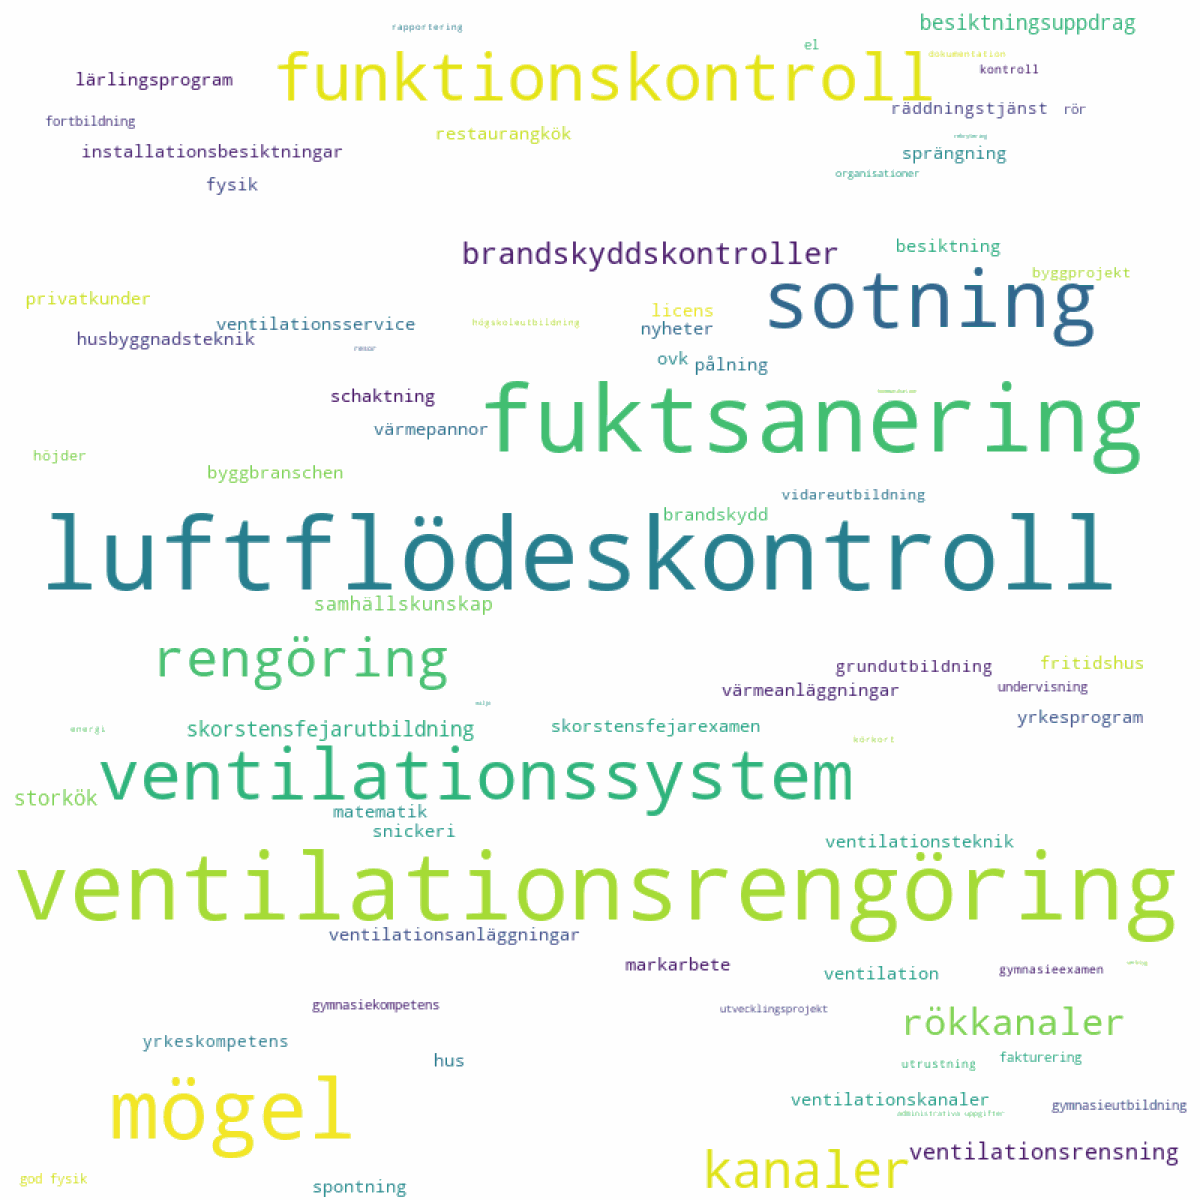 besiktningsuppdrag
rapportering
el
funktionskontroll
dokumentation
kontroll
lärlingsprogram
räddningstjänst rör
fortbildning
restaurangkök
installationsbesiktningar
sprängning
organisationer
fysik
brandskyddskontroller
besiktning
sotning
byggprojekt
privatkunder
licens
ventilationsservice
högskoleutbildning
nyheter
husbyggnadsteknik
resor
ovk
pålning
schaktning
fuktsanering
värmepannor
höjder
byggbranschen
vidareutbildning
brandskydd
luftflödeskontroll
samhällskunskap
rengöring
grundutbildning
fritidshus
värmeanläggningar
undervisning
yrkesprogram
energi
skorstensfejarutbildning
skorstensfejarexamen
körkort
ventilationssystem
storkök
matematik
snickeri
ventilationsteknik
ventilationsrengöring
ventilationsanläggningar
markarbete
ventilation
gymnasieexamen
gymnasiekompetens
utvecklingsprojekt
rökkanaler
yrkeskompetens
hus
fakturering
utrustning
mögel
ventilationskanaler
gymnasieutbildning
administrativa uppgifter
ventilationsrensning
kanaler
god fysik
spontning